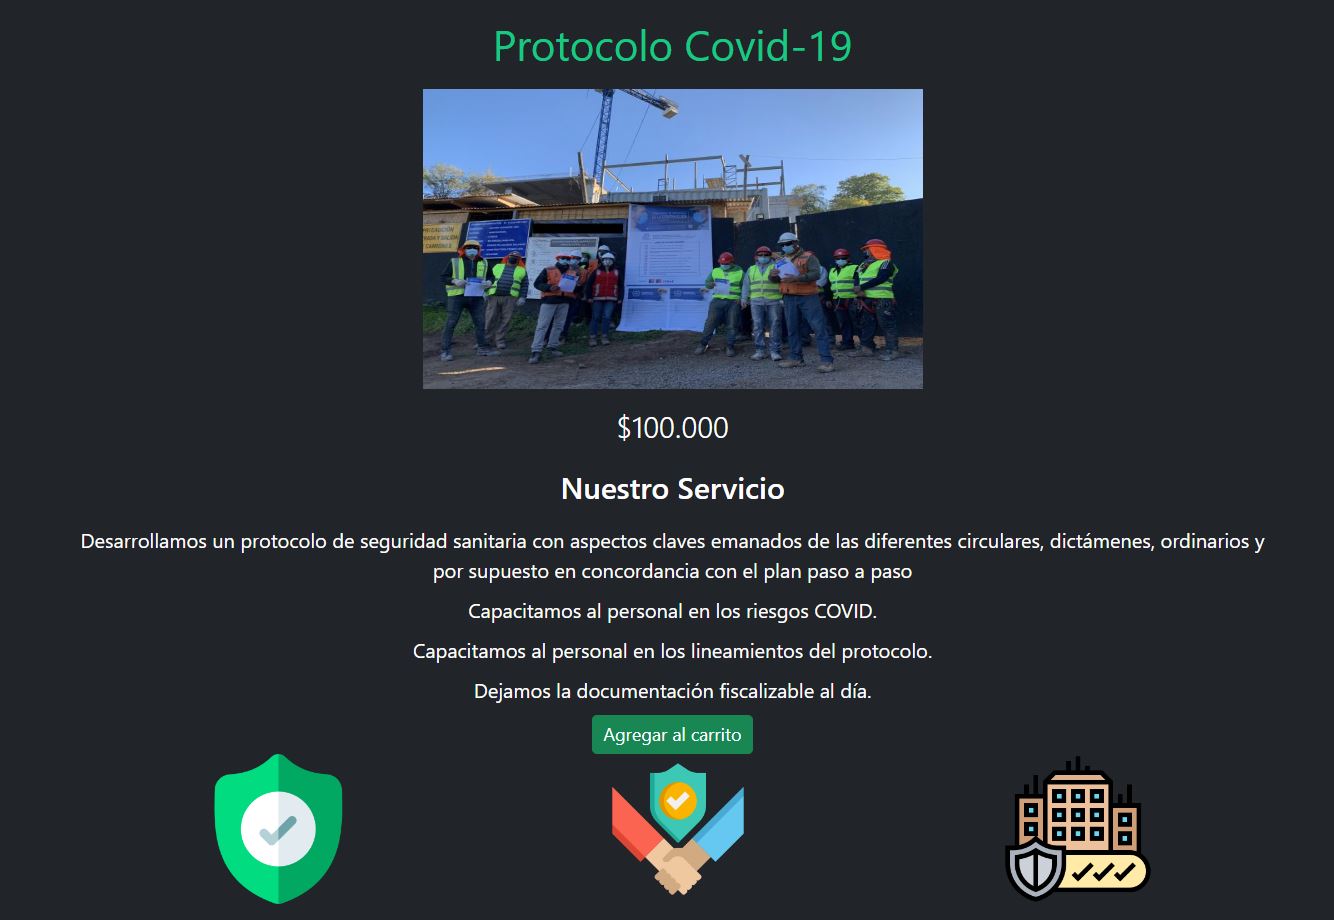 Protocolo Covid-19
PRECAUCIÓN
$100.000
Nuestro Servicio
Desarrollamos un protocolo de seguridad sanitaria con aspectos claves emanados de las diferentes circulares, dictámenes, ordinarios y
por supuesto en concordancia con el plan paso a paso
Capacitamos al personal en los riesgos COVID.
Capacitamos al personal en los lineamientos del protocolo.
Dejamos la documentación fiscalizable al día.
Agregar al carrito